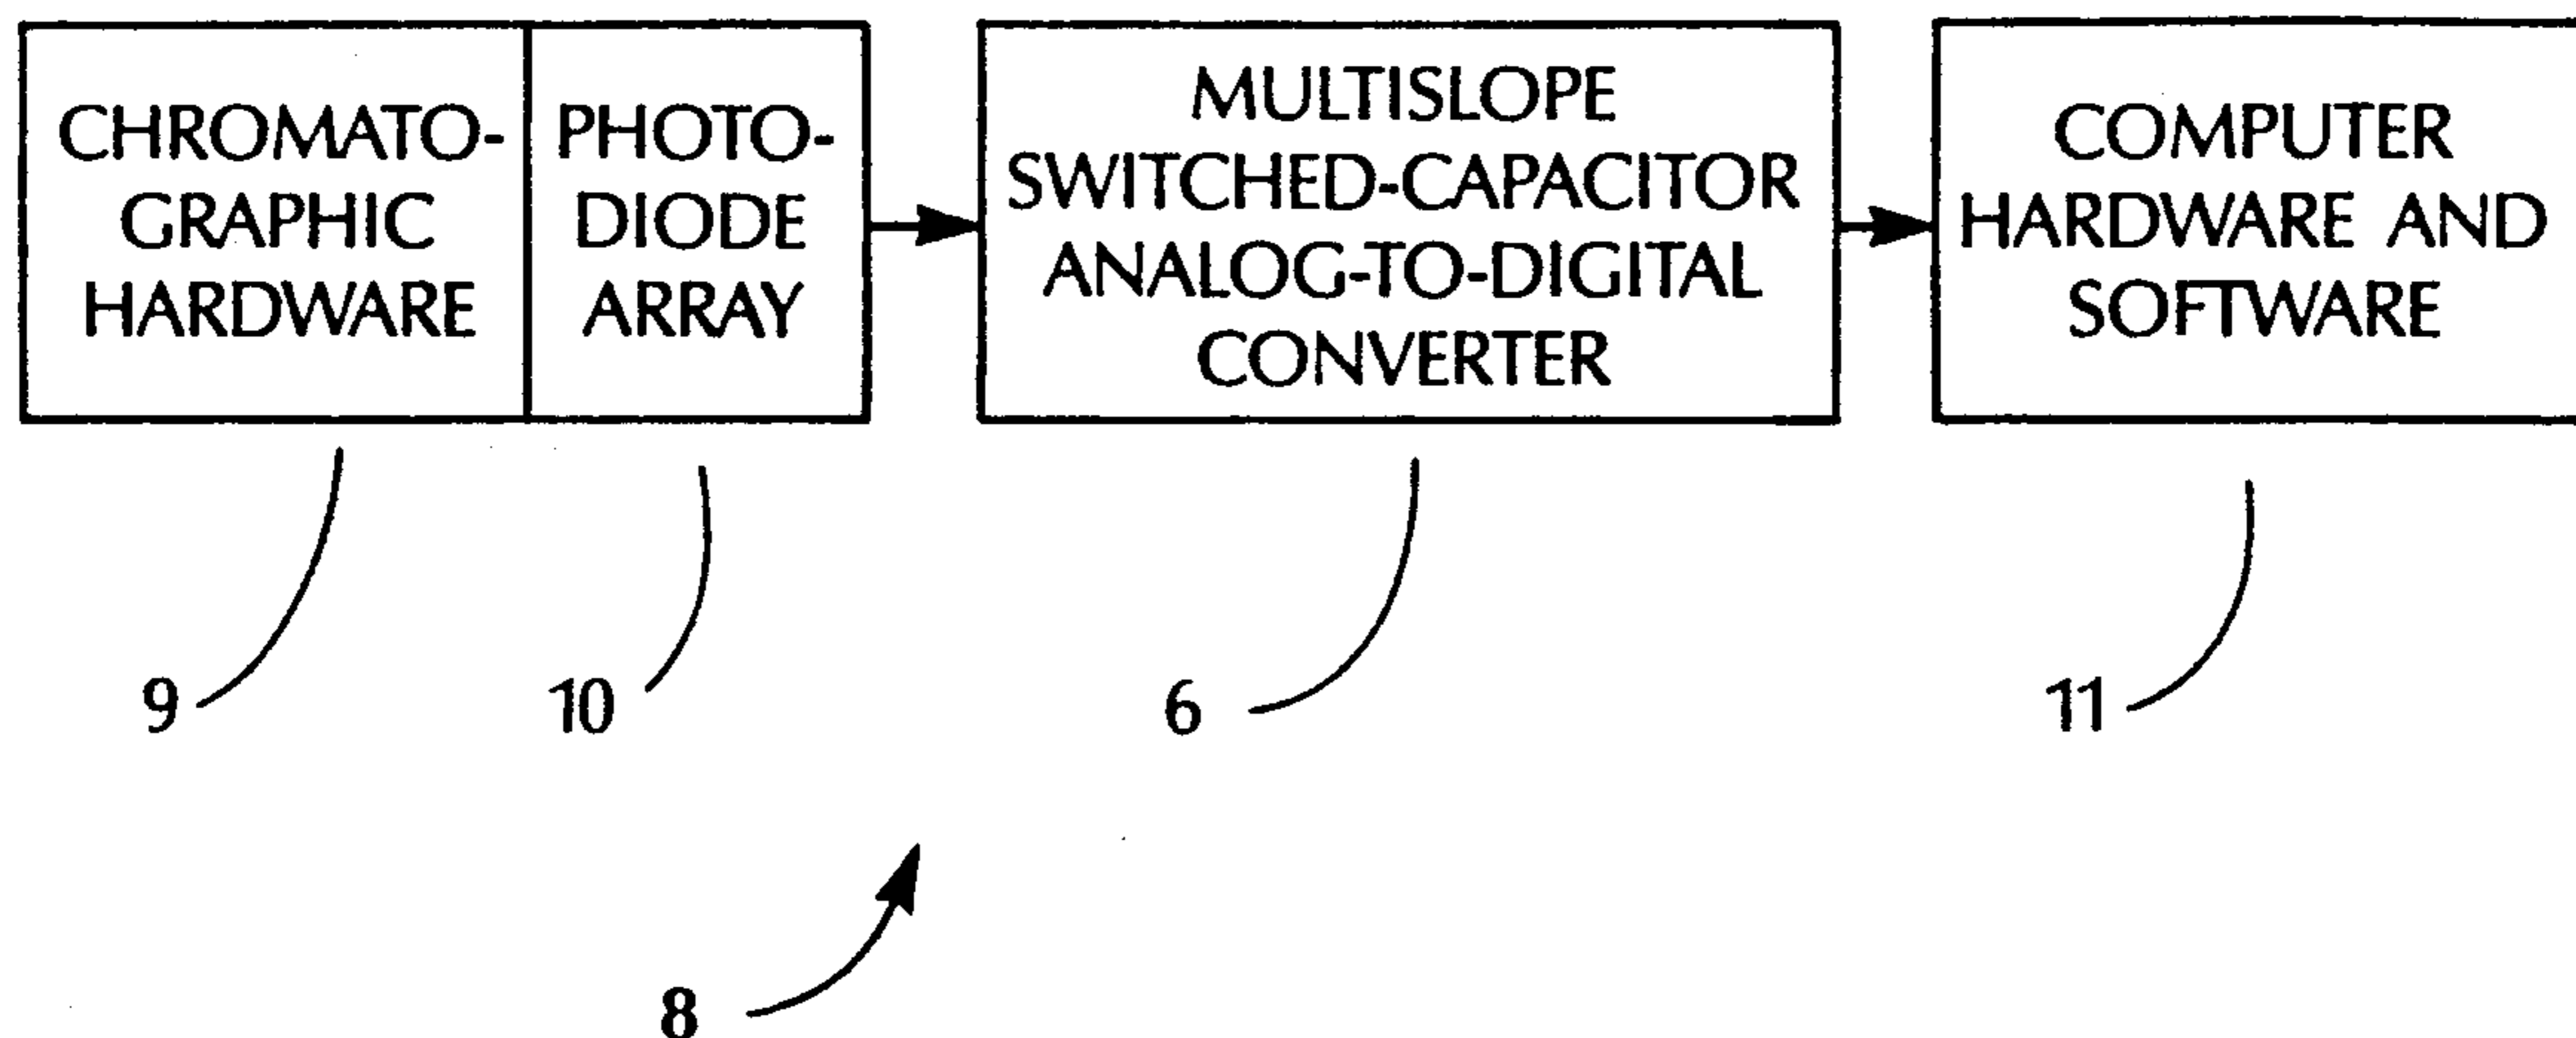 CHROMATO-
GRAPHIC
HARDWARE
PHOTO-
DIODE
ARRAY
MULTISLOPE
SWITCHED-CAPACITOR
ANALOG-TO-DIGITAL
CONVERTER
COMPUTER
HARDWARE AND
SOFTWARE
9
10
6
11
8